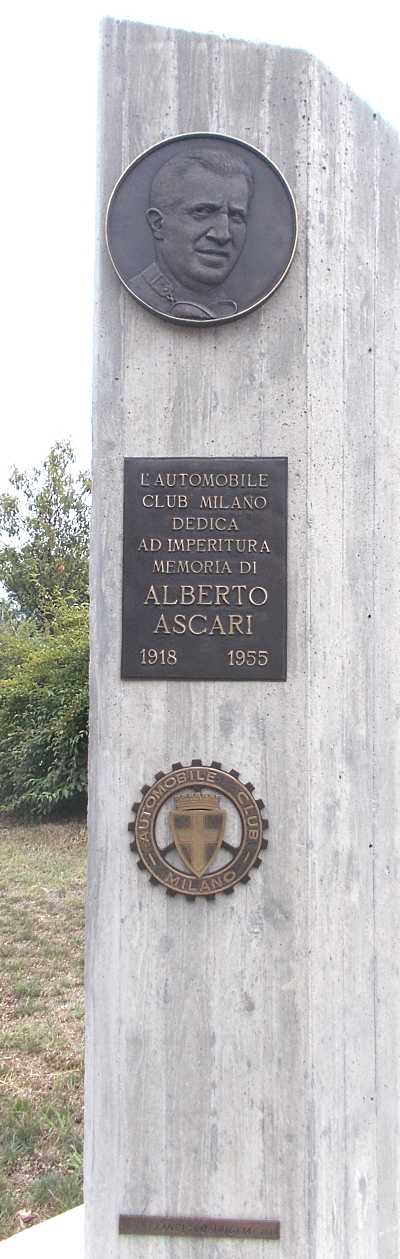 L'AUTOMOBILE
CLUB MILANO
DEDICA
AD IMPERITURA
MEMORIA DI
ALBERTO
ASCARI
1918 1955
AUTOMOBILE CLUB
MILANO